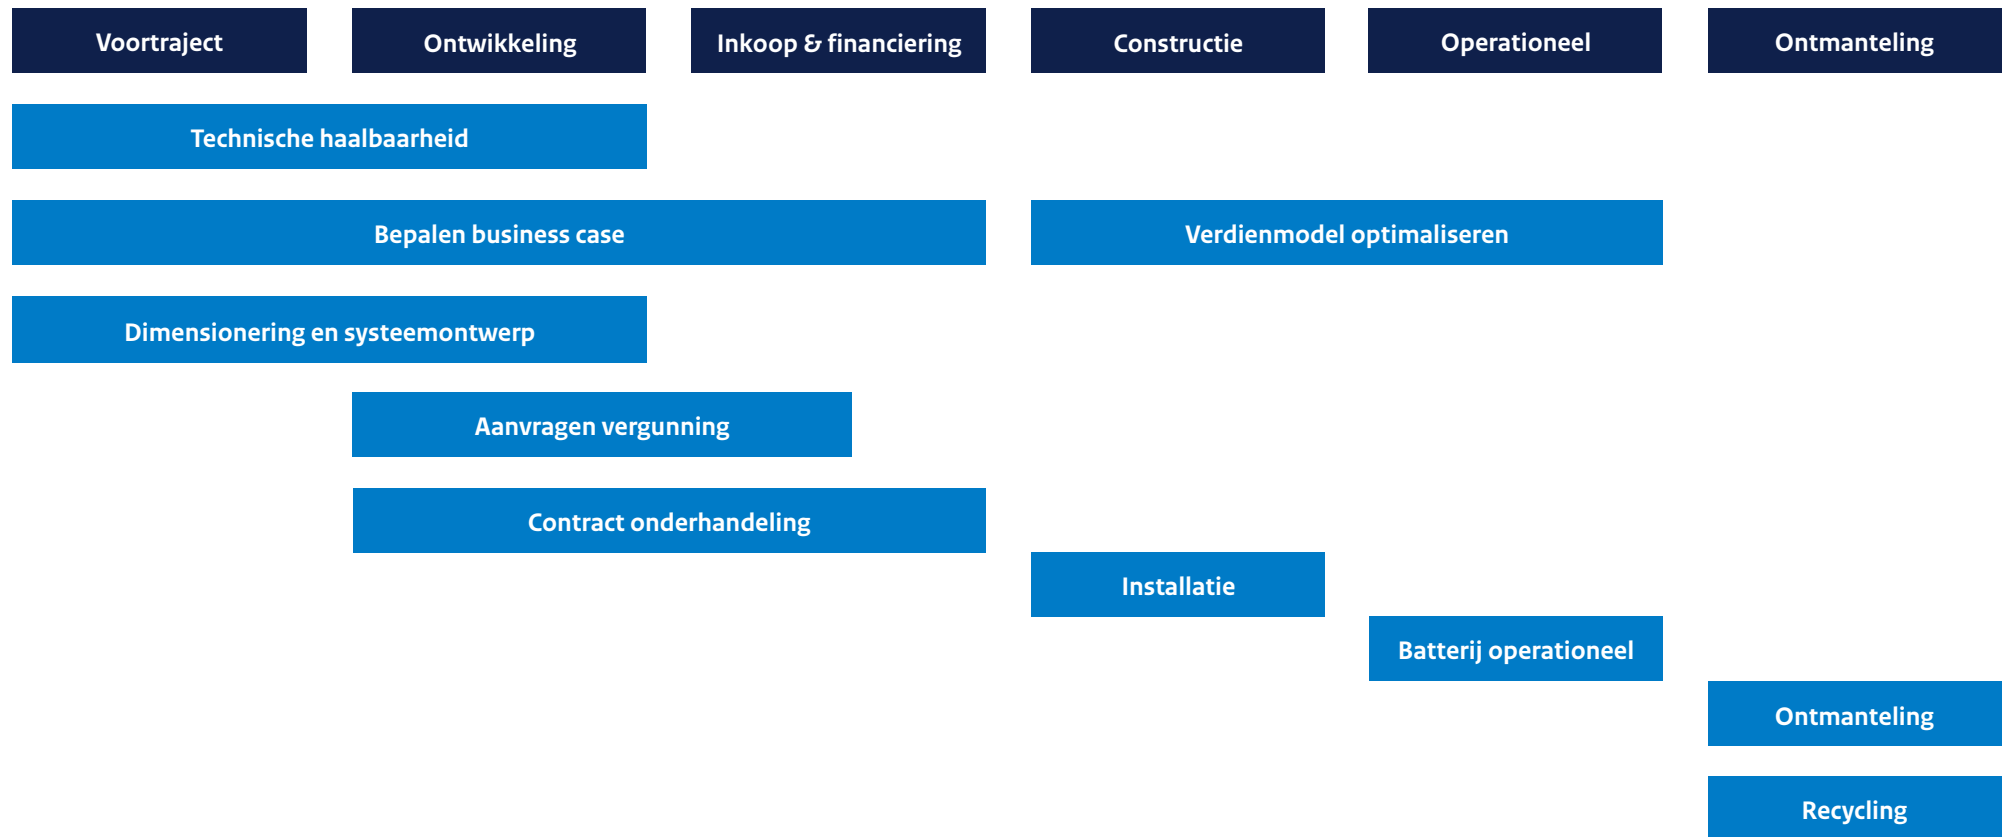 Voortraject
Ontwikkeling
Inkoop & financiering
Constructie
Operationeel
Ontmanteling
Technische haalbaarheid
Bepalen business case
Verdienmodel optimaliseren
Dimensionering en systeemontwerp
Aanvragen vergunning
Contract onderhandeling
Installatie
Batterij operationeel
Ontmanteling
Recycling